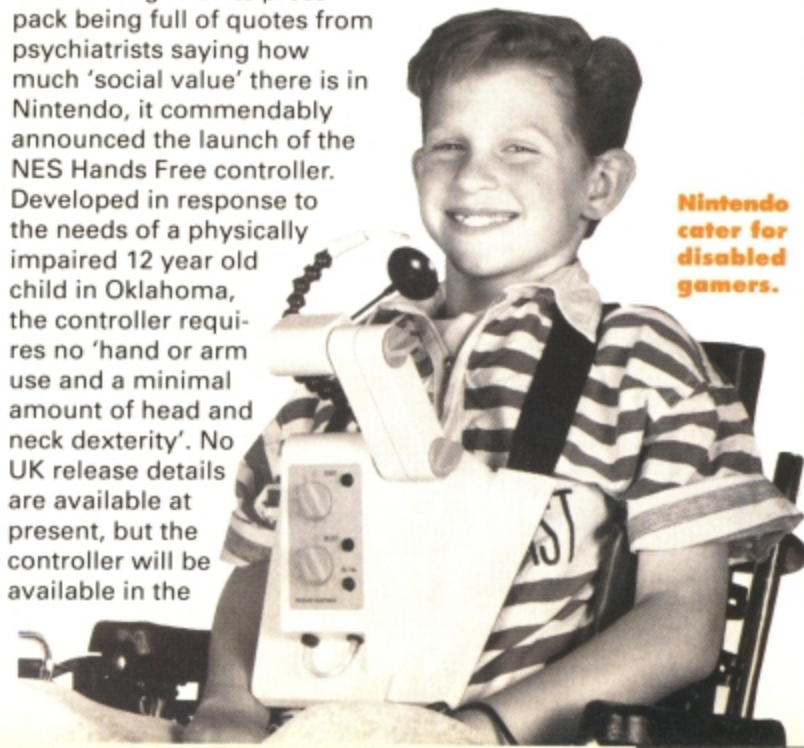 pack being full of quotes from
psychiatrists saying how
much ‘social value’ there is in
Nintendo, it commendably
announced the launch of the
NES Hands Free controller.
Developed in response to
the needs of a physically
impaired 12 year old
child in Oklahoma,
the controller requi-
res no ‘hand or arm
use and a minimal
amount of head and
neck dexterity’. No
UK release details
are available at
present, but the
controller will be
available in the
Nintendo
cater for
disabled
gamers.